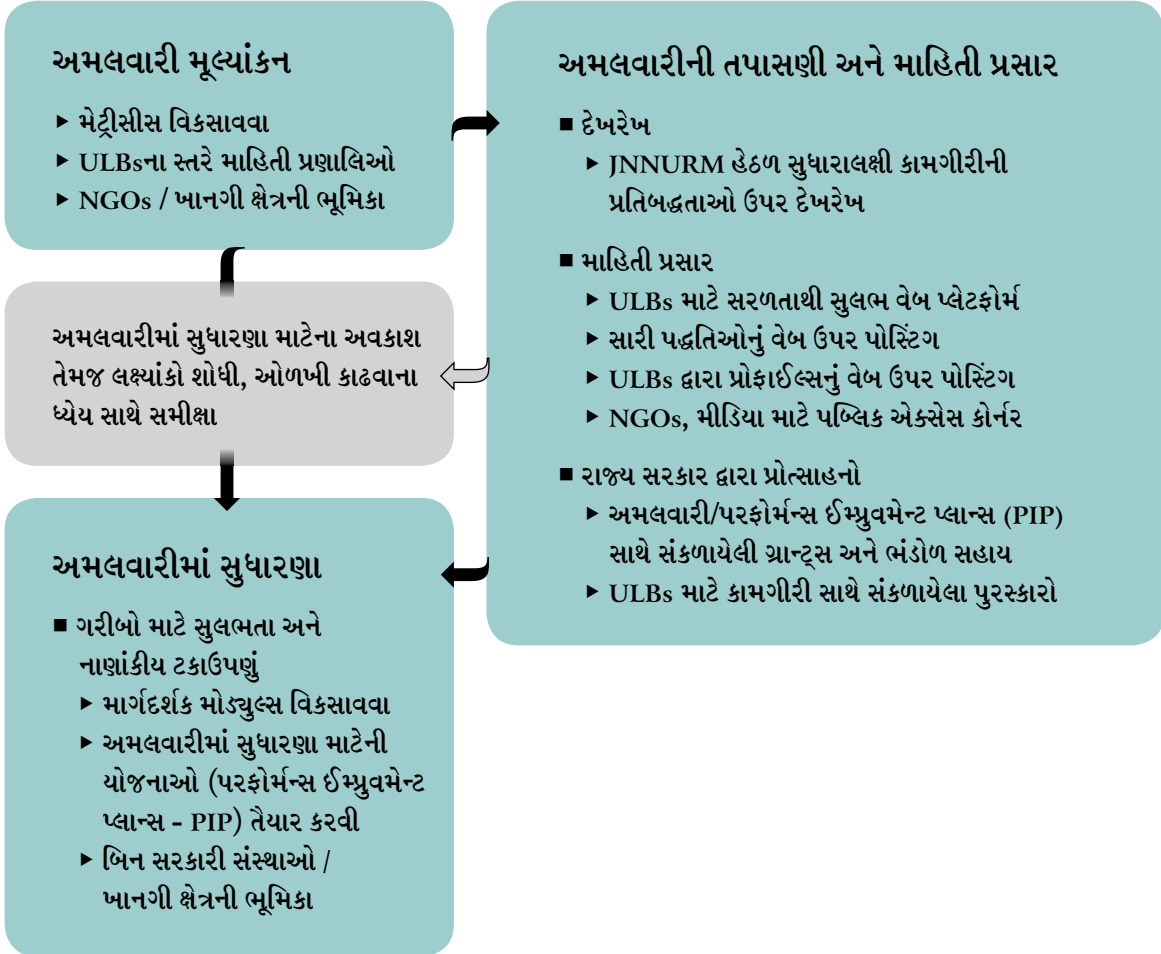 અમલવારી મૂલ્યાંકન
▶ મેટ્રીસીસ વિકસાવવા
▶ ULBsના સ્તરે માહિતી પ્રણાલિઓ
▶ NGOs / ખાનગી ક્ષેત્રની ભૂમિકા
અમલવારીની તપાસણી અને માહિતી પ્રસાર
■ દેખરેખ
▶ JNNURM હેઠળ સુધારાલક્ષી કામગીરીની
પ્રતિબદ્ધતાઓ ઉપર દેખરેખ
■ માહિતી પ્રસાર
▶ ULBs માટે સરળતાથી સુલભ વેબ પ્લેટફોર્મ
▶ સારી પદ્ધતિઓનું વેબ ઉપર પોસ્ટિંગ
▶ ULBs દ્વારા પ્રોફાઈલ્સનું વેબ ઉપર પોસ્ટિંગ
▶ NGOs, મીડિયા માટે પબ્લિક એક્સેસ કોર્નર
■ રાજ્ય સરકાર દ્વારા પ્રોત્સાહનો
▶ અમલવારી/પરફોર્મન્સ ઈમ્પ્રુવમેન્ટ પ્લાન્સ (PIP)
સાથે સંકળાયેલી ગ્રાન્ટ્સ અને ભંડોળ સહાય
▶ ULBs માટે કામગીરી સાથે સંકળાયેલા પુરસ્કારો
અમલવારીમાં સુધારણા માટેના અવકાશ
તેમજ લક્ષ્યાંકો શોધી, ઓળખી કાઢવાના
ધ્યેય સાથે સમીક્ષા
અમલવારીમાં સુધારણા
■ ગરીબો માટે સુલભતા અને
નાણાંકીય ટકાઉપણું
▶ માર્ગદર્શક મોડ્યુલ્સ વિકસાવવા
▶ અમલવારીમાં સુધારણા માટેની
યોજનાઓ (પરફોર્મન્સ ઈમ્પ્રુવમેન્ટ
પ્લાન્સ - PIP) તૈયાર કરવી
▶ બિન સરકારી સંસ્થાઓ /
ખાનગી ક્ષેત્રની ભૂમિકા